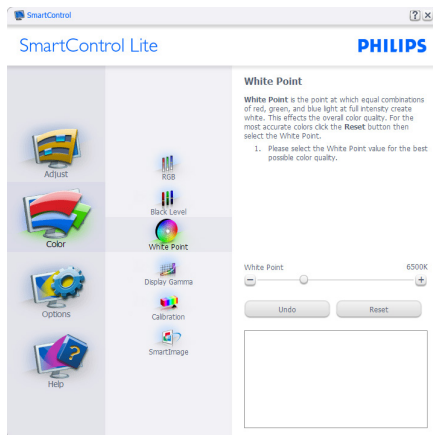 SmartControl
SmartControl Lite
PHILIPS
Adjust
Color
Options
Help
RGB
Black Level
White Point
Display Gamma
Calibration
SmartImage
White Point
White Point is the point at which equal combinations
of red, green, and blue light at full intensity create
white. This effects the overall color quality. For the
most accurate colors click the Reset button then
select the White Point.
1. Please select the White Point value for the best
possible color quality.
White Point 6500K
Undo Reset